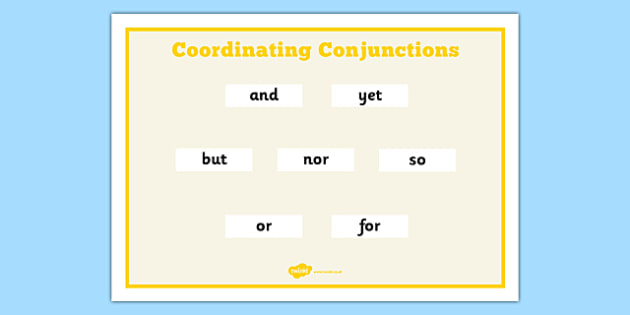 Coordinating Conjunctions
and yet
but nor so
or for